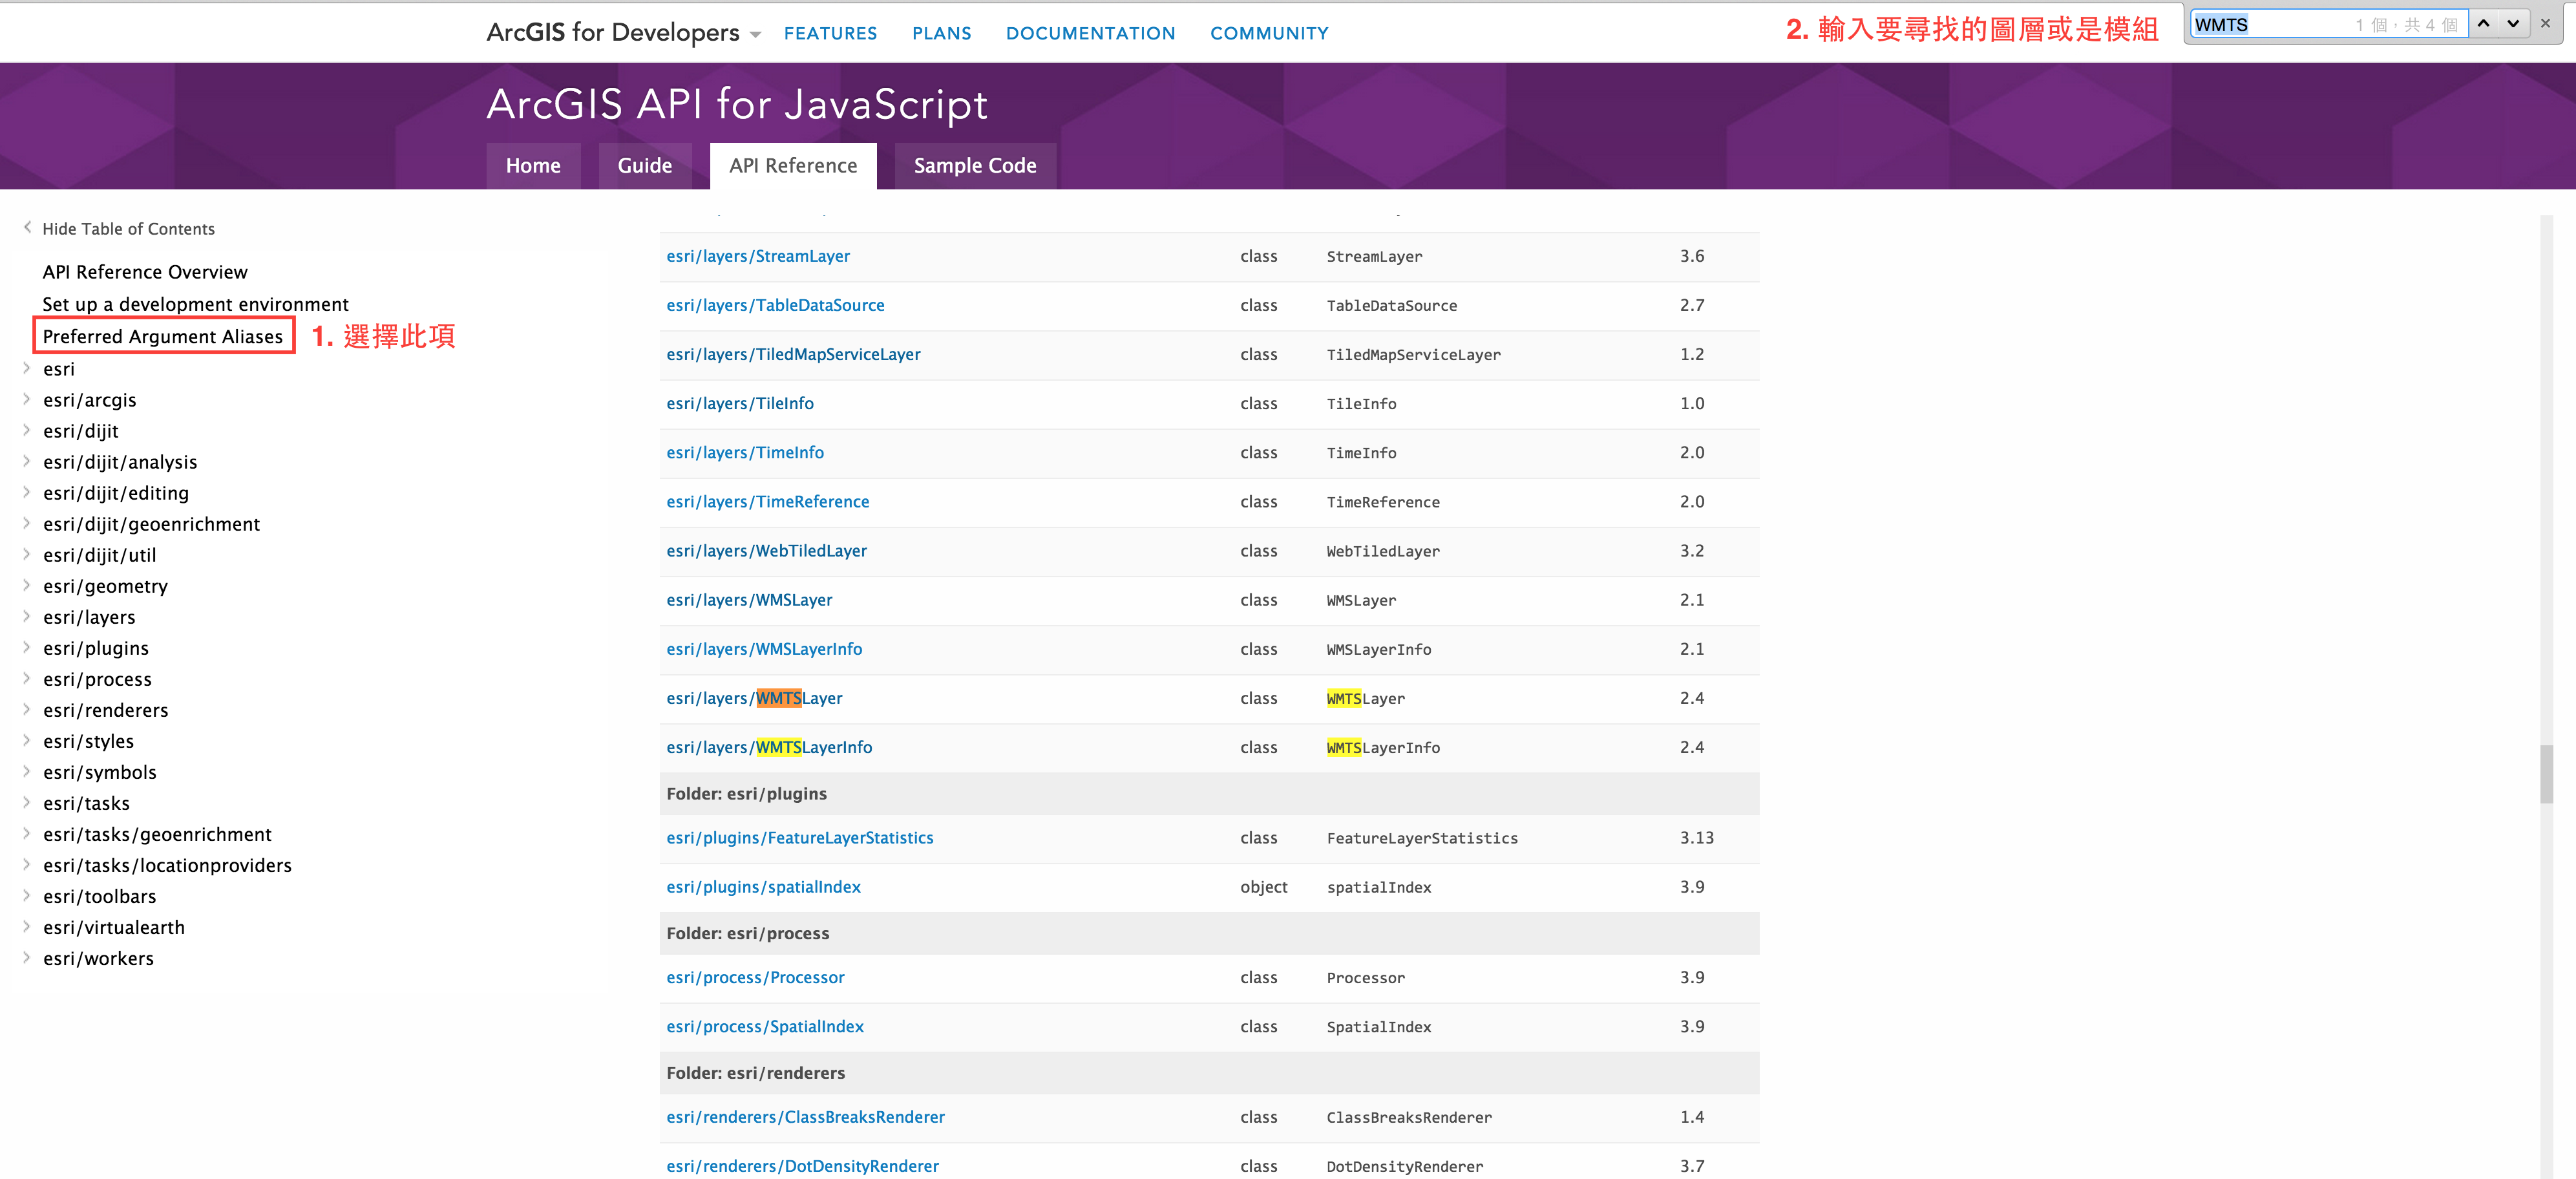 ArcGIS for Developers FEATURES PLANS DOCUMENTATION COMMUNITY 2. 輸入要尋找的圖層或是模組 WMTS 1 個，共 4 個
ArcGIS API for JavaScript
Home Guide API Reference Sample Code
Hide Table of Contents
API Reference Overview
Set up a development environment
Preferred Argument Aliases 1. 選擇此項
esri
esri/arcgis
esri/dijit
esri/dijit/analysis
esri/dijit/editing
esri/dijit/geoenrichment
esri/dijit/util
esri/geometry
esri/layers
esri/plugins
esri/process
esri/renderers
esri/styles
esri/symbols
esri/tasks
esri/tasks/geoenrichment
esri/tasks/locationproviders
esri/toolbars
esri/virtualearth
esri/workers
esri/layers/StreamLayer class StreamLayer 3.6
esri/layers/TableDataSource class TableDataSource 2.7
esri/layers/TiledMapServiceLayer class TiledMapServiceLayer 1.2
esri/layers/TileInfo class TileInfo 1.0
esri/layers/TimeInfo class TimeInfo 2.0
esri/layers/TimeReference class TimeReference 2.0
esri/layers/WebTiledLayer class WebTiledLayer 3.2
esri/layers/WMSLayer class WMSLayer 2.1
esri/layers/WMSLayerInfo class WMSLayerInfo 2.1
esri/layers/WMTSLayer class WMTSLayer 2.4
esri/layers/WMTSLayerInfo class WMTSLayerInfo 2.4
Folder: esri/plugins
esri/plugins/FeatureLayerStatistics class FeatureLayerStatistics 3.13
esri/plugins/spatialIndex object spatialIndex 3.9
Folder: esri/process
esri/process/Processor class Processor 3.9
esri/process/SpatialIndex class SpatialIndex 3.9
Folder: esri/renderers
esri/renderers/ClassBreaksRenderer class ClassBreaksRenderer 1.4
esri/renderers/DotDensityRenderer class DotDensityRenderer 3.7